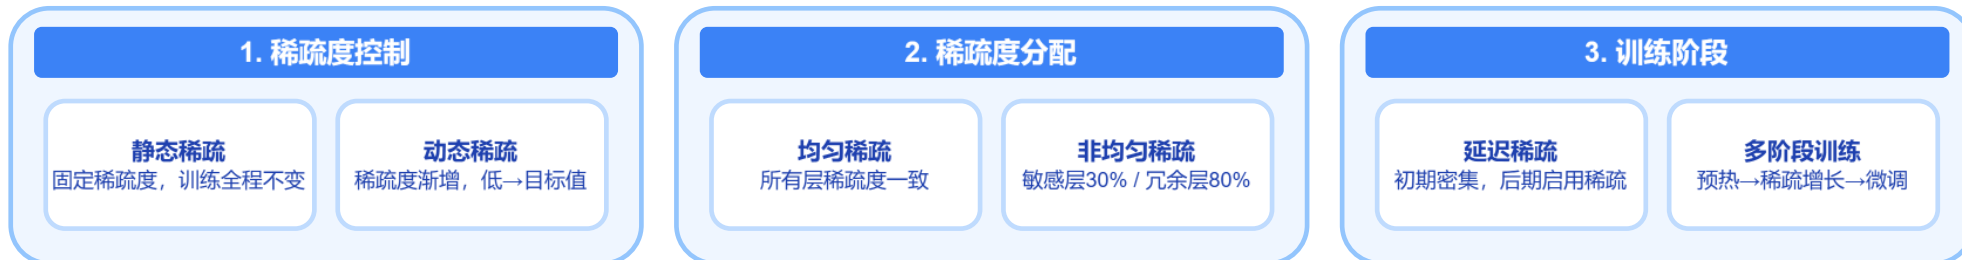 1. 稀疏度控制
静态稀疏
固定稀疏度，训练全程不变
动态稀疏
稀疏度渐增，低→目标值
2. 稀疏度分配
均匀稀疏
所有层稀疏度一致
非均匀稀疏
敏感层30% / 冗余层80%
3. 训练阶段
延迟稀疏
初期密集，后期启用稀疏
多阶段训练
预热→稀疏增长→微调